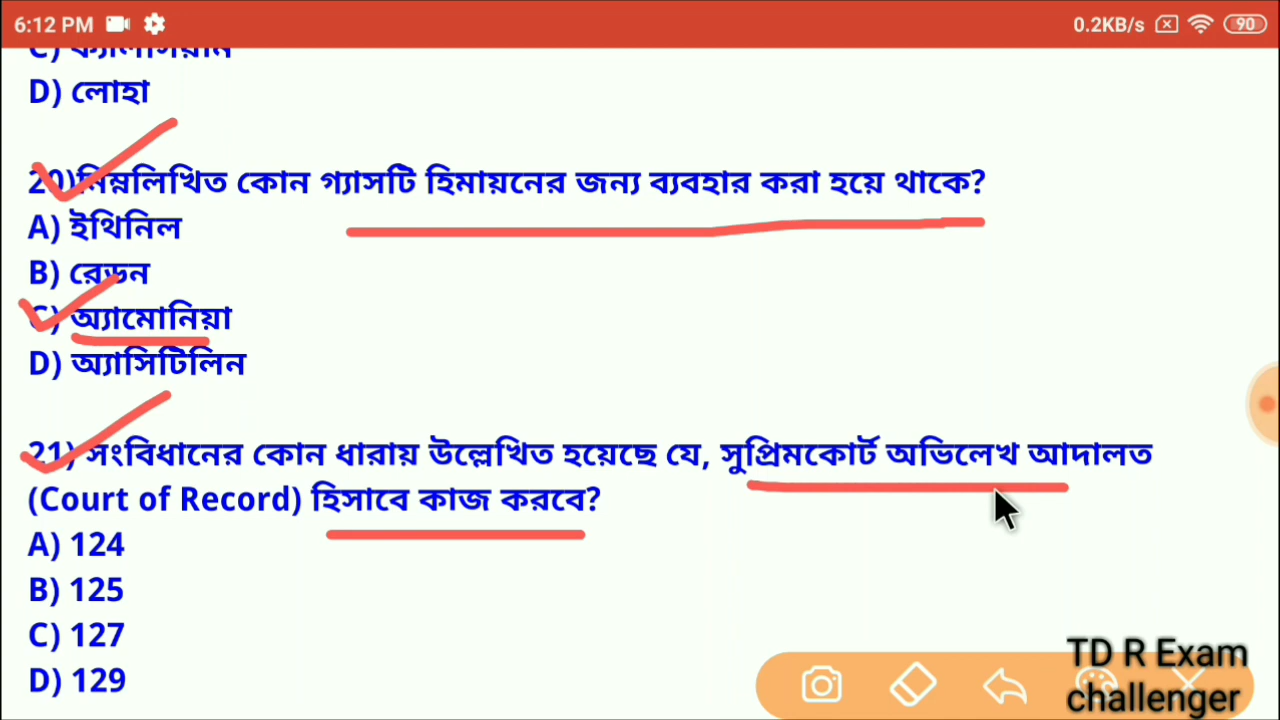 6:12 PM
0.2KB/s
90
C) ক্যালসিয়াম
D) লোহা
20)নিম্নলিখিত কোন গ্যাসটি হিমায়নের জন্য ব্যবহার করা হয়ে থাকে?
A) ইথিনিল
B) রেডন
C) অ্যামোনিয়া
D) অ্যাসিটিলিন
21) সংবিধানের কোন ধারায় উল্লেখিত হয়েছে যে, সুপ্রিমকোর্ট অভিলেখ আদালত
(Court of Record) হিসাবে কাজ করবে?
A) 124
B) 125
C) 127
D) 129
TD R Exam
challenger